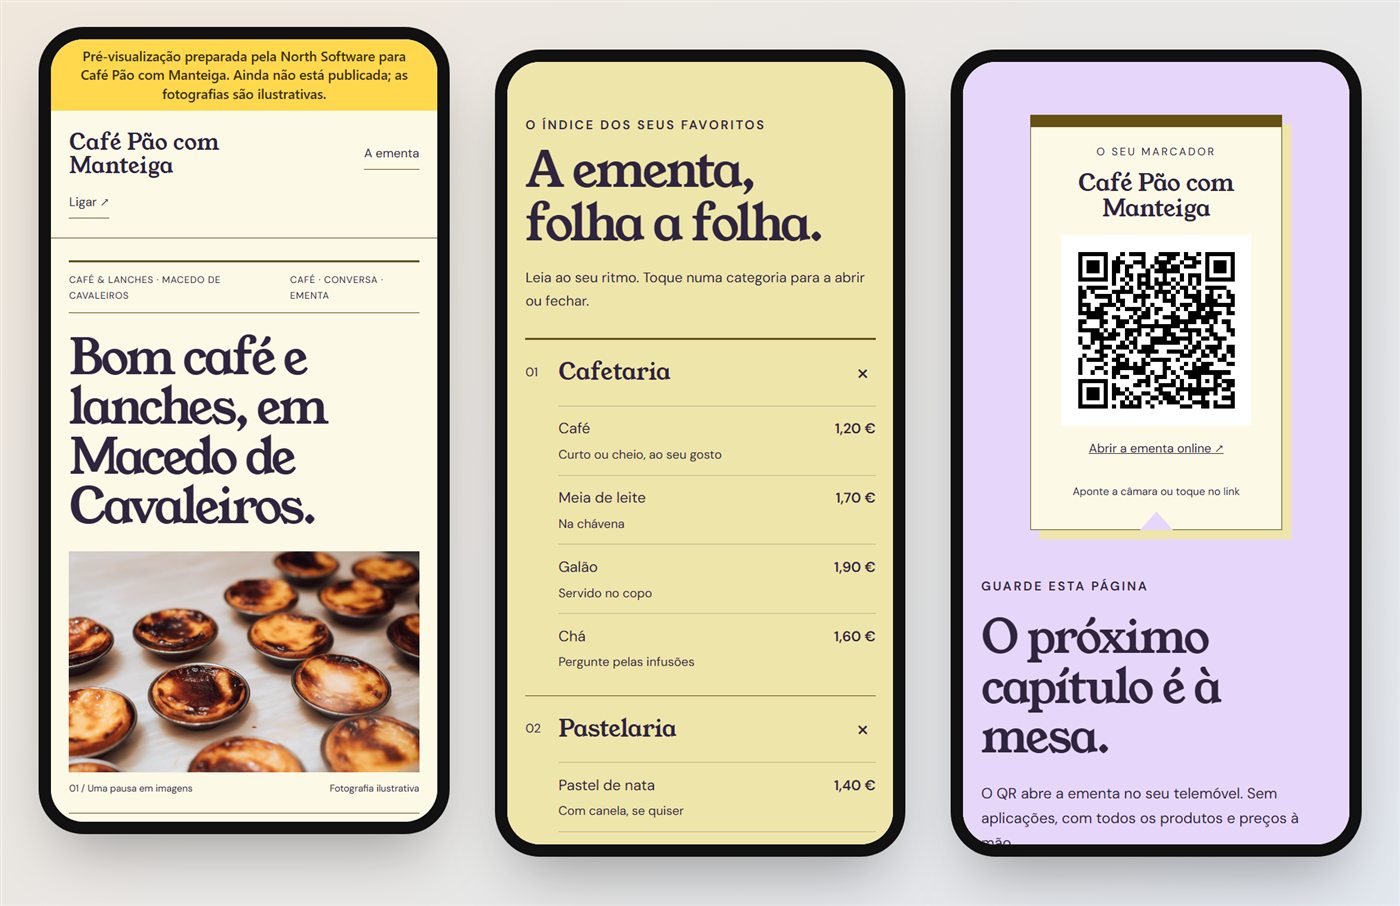 Pré-visualização preparada pela North Software para
Café Pão com Manteiga. Ainda não está publicada; as
fotografias são ilustrativas.
Café Pão com
Manteiga
A ementa
Ligar ↗
CAFÉ & LANCHES · MACEDO DE
CAVALEIROS
CAFÉ · CONVERSA ·
EMENTA
Bom café e
lanches, em
Macedo de
Cavaleiros.
01 / Uma pausa em imagens
Fotografia ilustrativa
O ÍNDICE DOS SEUS FAVORITOS
A ementa,
folha a folha.
Leia ao seu ritmo. Toque numa categoria para a abrir
ou fechar.
01 Cafetaria ×
Café 1,20 €
Curto ou cheio, ao seu gosto
Meia de leite 1,70 €
Na chávena
Galão 1,90 €
Servido no copo
Chá 1,60 €
Pergunte pelas infusões
02 Pastelaria ×
Pastel de nata 1,40 €
Com canela, se quiser
O SEU MARCADOR
Café Pão com
Manteiga
Abrir a ementa online ↗
Aponte a câmara ou toque no link
GUARDE ESTA PÁGINA
O próximo
capítulo é à
mesa.
O QR abre a ementa no seu telemóvel. Sem
aplicações, com todos os produtos e preços à
mão.